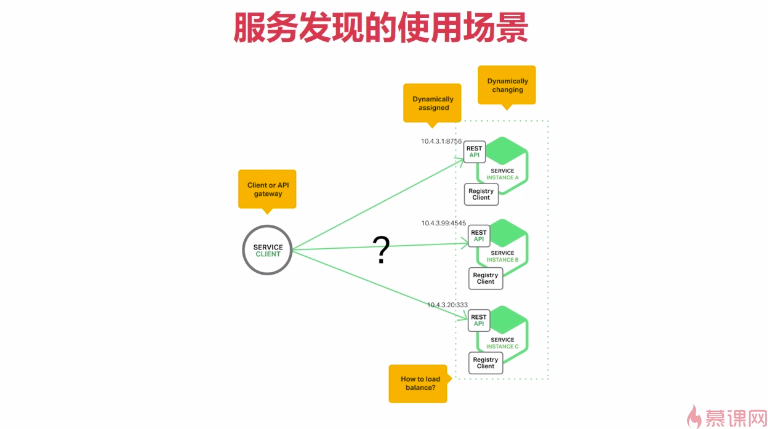 服务发现的使用场景
Dynamically
changing
Dynamically
assigned
10.4.3.1:8756
REST
API
SERVICE
INSTANCE A
Registry
Client
Client or API
gateway
10.4.3.99:4545
REST
API
SERVICE
INSTANCE B
Registry
Client
SERVICE
CLIENT
?
10.4.3.20:333
REST
API
SERVICE
INSTANCE C
Registry
Client
How to load
balance?
慕课网